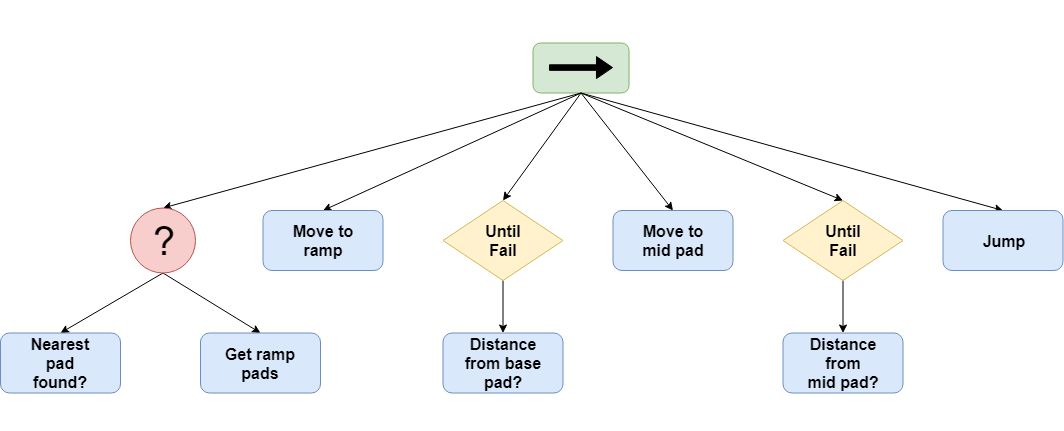 ?
Move to
ramp
Until
Fail
Move to
mid pad
Until
Fail
Jump
Nearest
pad
found?
Get ramp
pads
Distance
from base
pad?
Distance
from
mid pad?